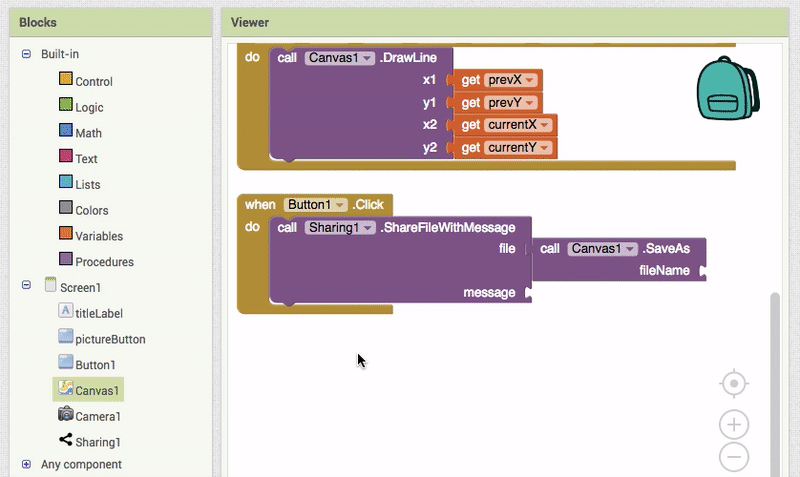 Blocks
Built-in
Control
Logic
Math
Text
Lists
Colors
Variables
Procedures
Screen1
A
titleLabel
pictureButton
Button1
Canvas1
Camera1
Sharing1
Any component
Viewer
do call Canvas1 .DrawLine
x1 get prevX
y1 get prevY
x2 get currentX
y2 get currentY
when Button1 .Click
do call Sharing1 .ShareFileWithMessage
file call Canvas1 .SaveAs
fileName
message